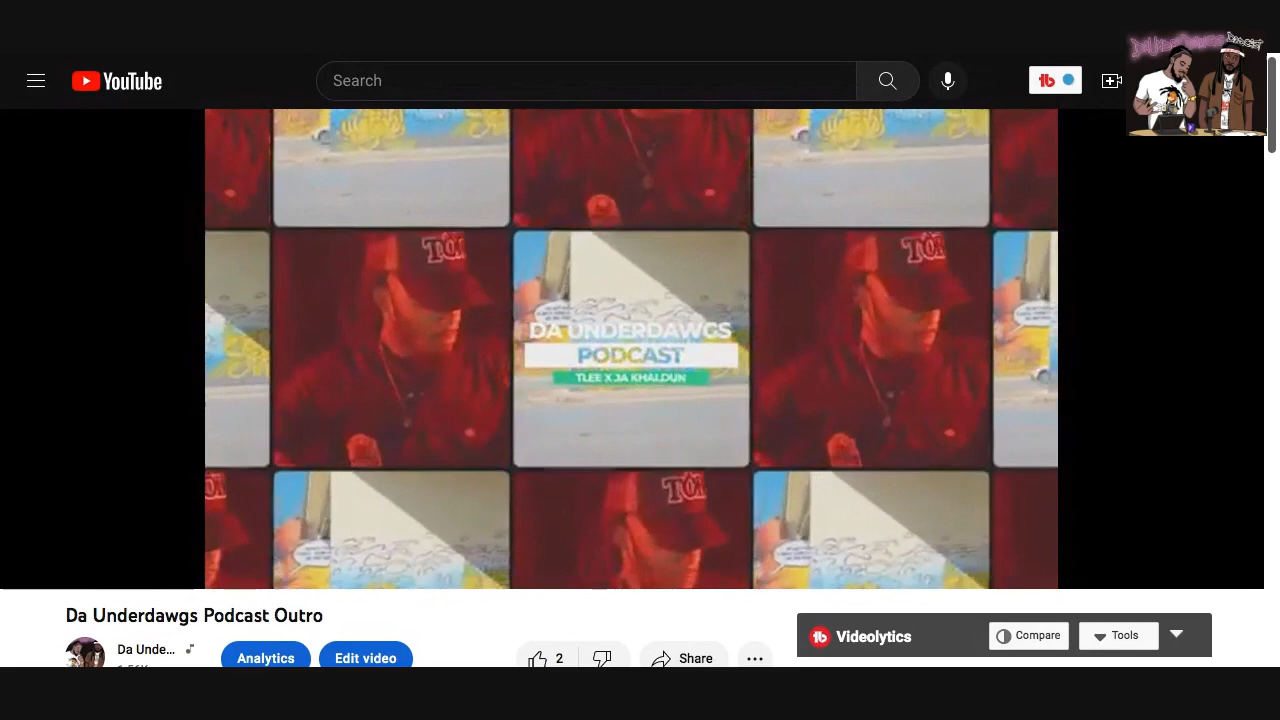 YouTube
Search
DA UNDERDAWGS
PODCAST
TLEE X JA KHALDUN
Da Underdawgs Podcast Outro
Da Unde...
Analytics
Edit video
2
Share
Videolytics
Compare
Tools